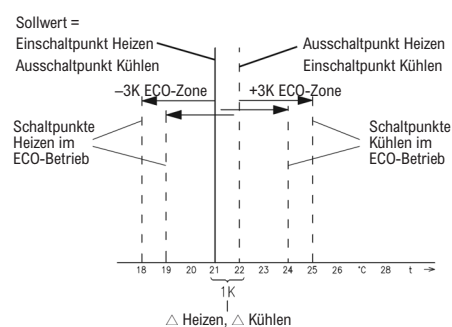 Sollwert =
Einschaltpunkt Heizen
Ausschaltpunkt Kühlen
Ausschaltpunkt Heizen
Einschaltpunkt Kühlen
–3K ECO-Zone
+3K ECO-Zone
Schaltpunkte
Heizen im
ECO-Betrieb
Schaltpunkte
Kühlen im
ECO-Betrieb
18 19 20 21 22 23 24 25 26 °C 28 t →
1K
△ Heizen, △ Kühlen